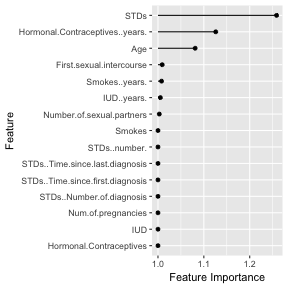 STDs
Hormonal.Contraceptives..years.
Age
First.sexual.intercourse
Smokes..years.
IUD..years.
Number.of.sexual.partners
Smokes
STDs..number.
STDs..Time.since.last.diagnosis
STDs..Time.since.first.diagnosis
STDs..Number.of.diagnosis
Num.of.pregnancies
IUD
Hormonal.Contraceptives
Feature
1.0 1.1 1.2
Feature Importance